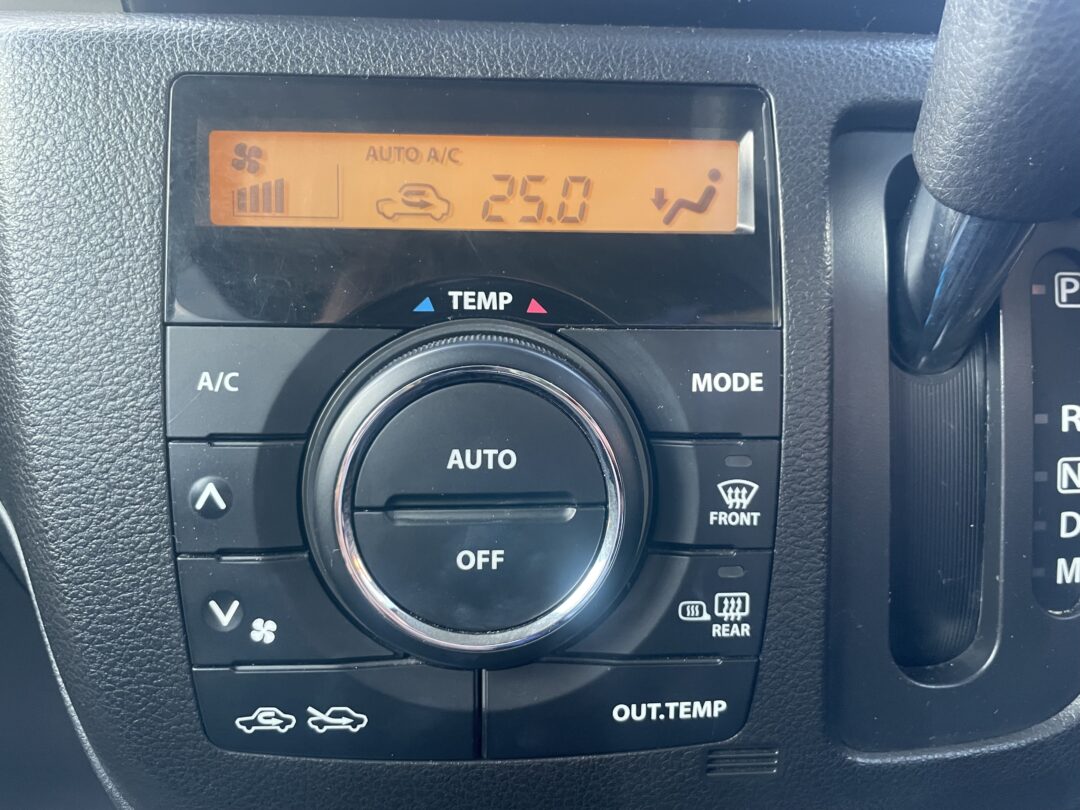 AUTO A/C
25.0
TEMP
A/C
MODE
AUTO
FRONT
OFF
REAR
OUT.TEMP
P
R
N
D
M